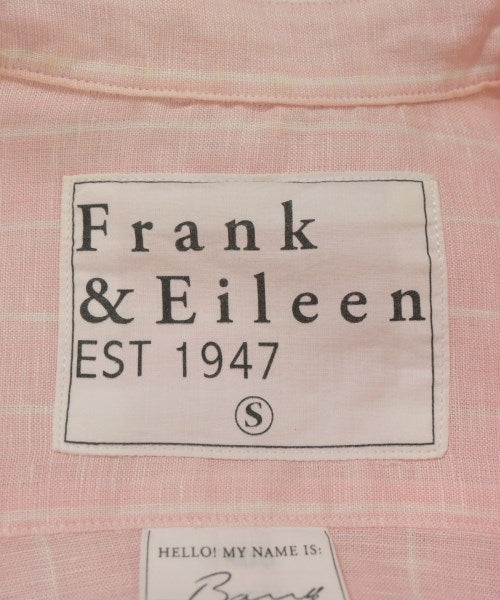 Frank
& Eileen
EST 1947
S
HELLO! MY NAME IS: